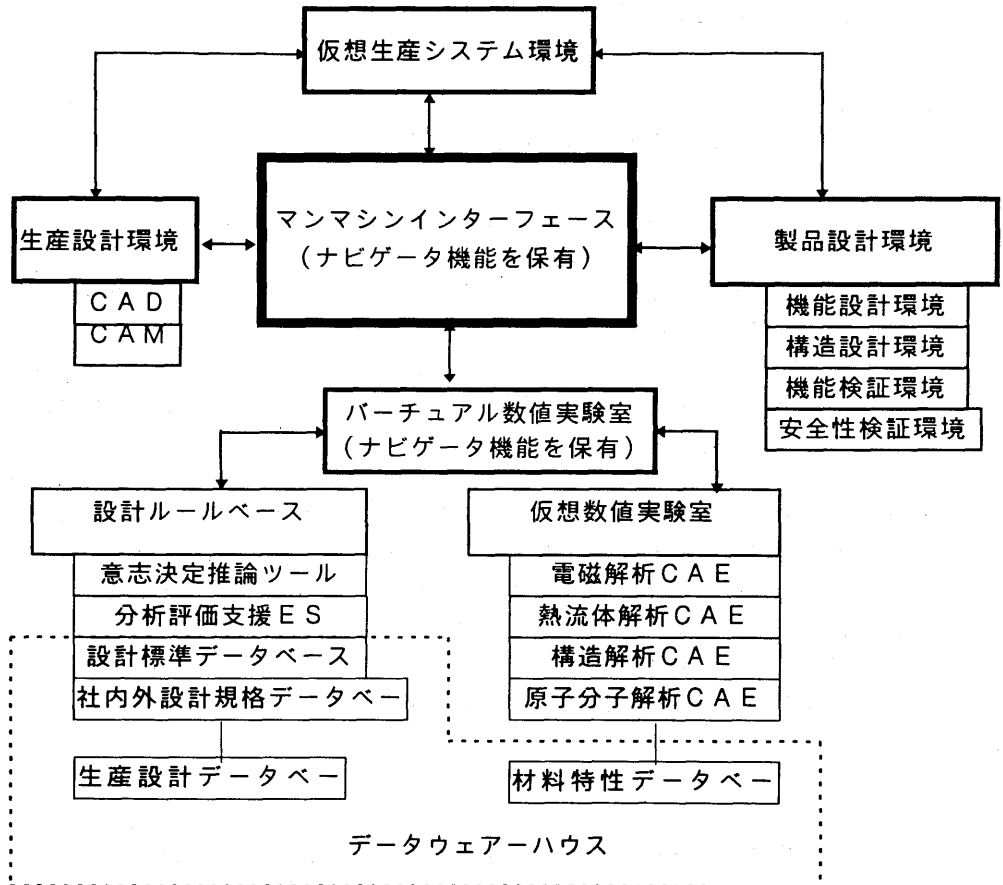 仮想生産システム環境
マンマシンインターフェース
(ナビゲータ機能を保有)
生産設計環境
CAD
CAM
製品設計環境
機能設計環境
構造設計環境
機能検証環境
安全性検証環境
バーチュアル数値実験室
(ナビゲータ機能を保有)
設計ルールベース
意志決定推論ツール
分析評価支援ES
設計標準データベース
社内外設計規格データベー
生産設計データベー
仮想数値実験室
電磁解析CAE
熱流体解析CAE
構造解析CAE
原子分子解析CAE
材料特性データベー
データウェアーハウス